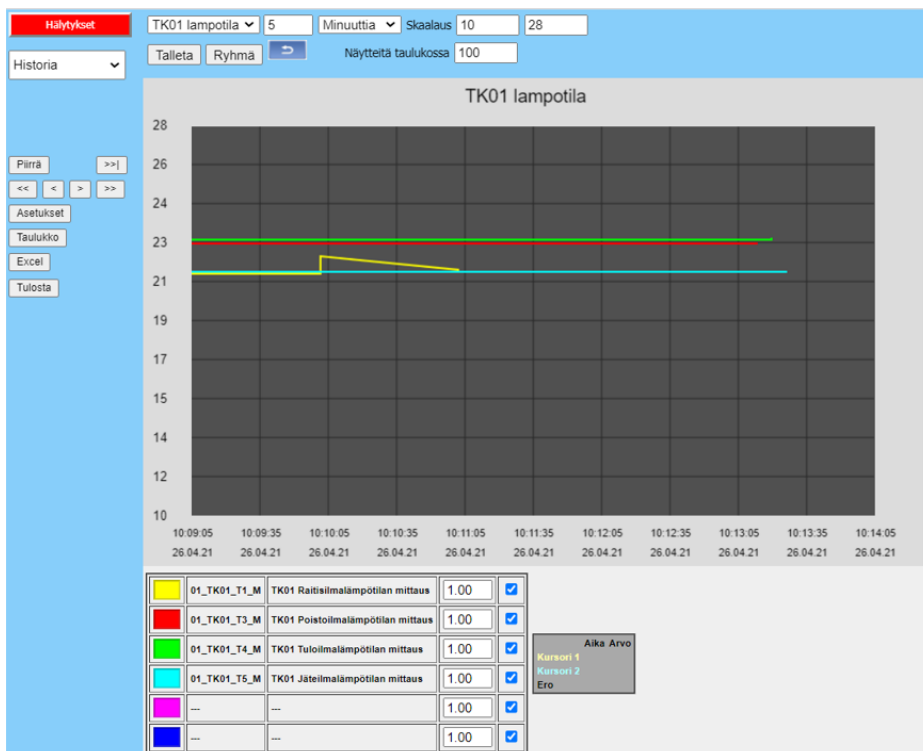 Hälytykset
TK01 lampotila 5 Minuuttia Skaalaus 10 28
Talleta Ryhmä Näytteitä taulukossa 100
Historia
Piirrä >>|
<< < > >>
Asetukset
Taulukko
Excel
Tulosta
TK01 lampotila
28
26
24
23
21
19
17
15
14
12
10
10:09:05 10:09:35 10:10:05 10:10:35 10:11:05 10:11:35 10:12:05 10:12:35 10:13:05 10:13:35 10:14:05
26.04.21 26.04.21 26.04.21 26.04.21 26.04.21 26.04.21 26.04.21 26.04.21 26.04.21 26.04.21 26.04.21
01_TK01_T1_M TK01 Raitisilmalämpötilan mittaus 1.00
01_TK01_T3_M TK01 Poistoilmalämpötilan mittaus 1.00
01_TK01_T4_M TK01 Tuloilmalämpötilan mittaus 1.00
01_TK01_T5_M TK01 Jäteilmalämpötilan mittaus 1.00
--- --- 1.00
--- --- 1.00
Aika Arvo
Kursori 1
Kursori 2
Ero